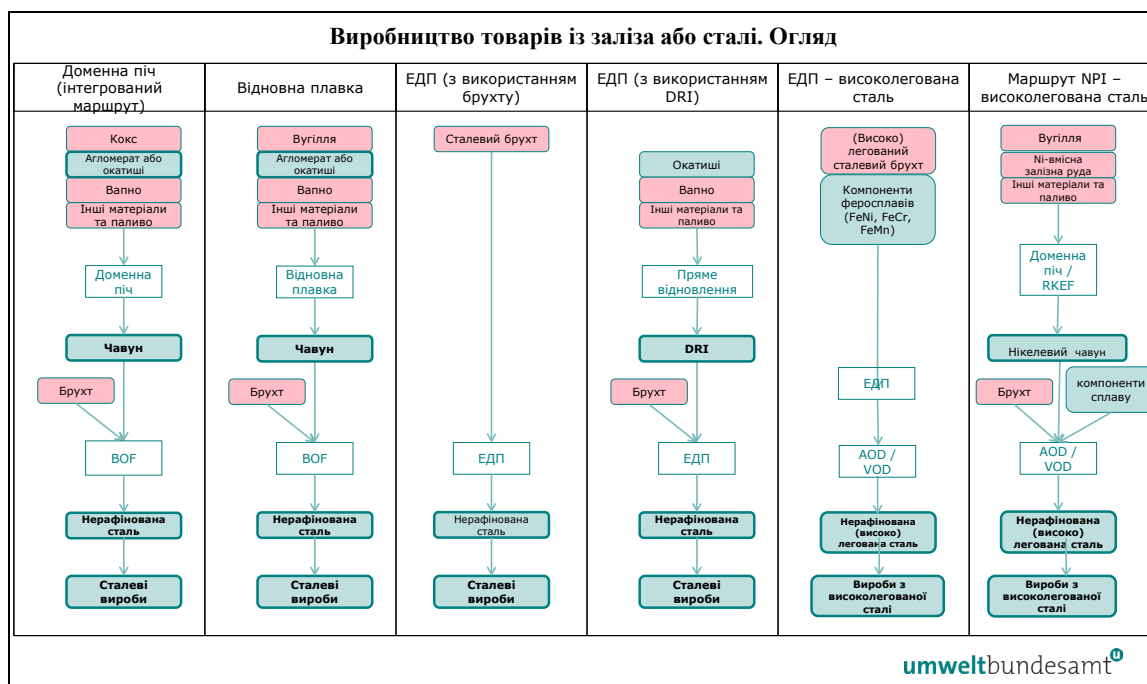 Виробництво товарів із заліза або сталі. Огляд
Доменна піч
(інтегрований
маршрут)
Кокс
Агломерат або
окатиші
Вапно
Інші матеріали
та паливо
Доменна
піч
Чавун
Брухт
BOF
Нерафінована
сталь
Сталеві
вироби
Відновна плавка
Вугілля
Агломерат або
окатиші
Вапно
Інші матеріали
та паливо
Відновна
плавка
Чавун
Брухт
BOF
Нерафінована
сталь
Сталеві
вироби
ЕДП (з використанням
брухту)
Сталевий брухт
ЕДП
Нерафінована
сталь
Сталеві
вироби
ЕДП (з використанням
DRI)
Окатиші
Вапно
Інші матеріали
та паливо
Пряме
відновлення
DRI
Брухт
ЕДП
Нерафінована
сталь
Сталеві
вироби
ЕДП – високолегована
сталь
(Високо)
легований
сталевий брухт
Компоненти
феросплавів
(FeNi, FeCr,
FeMn)
ЕДП
AOD /
VOD
Нерафінована
(високо)
легована сталь
Вироби з
високолегованої
сталі
Маршрут NPI –
високолегована сталь
Вугілля
Ni-вмісна
залізна руда
Інші матеріали та
паливо
Доменна
піч /
RKEF
Нікелевий чавун
Брухт
компоненти
сплаву
AOD /
VOD
Нерафінована
(високо)
легована сталь
Вироби з
високолегованої
сталі
umweltbundesamt